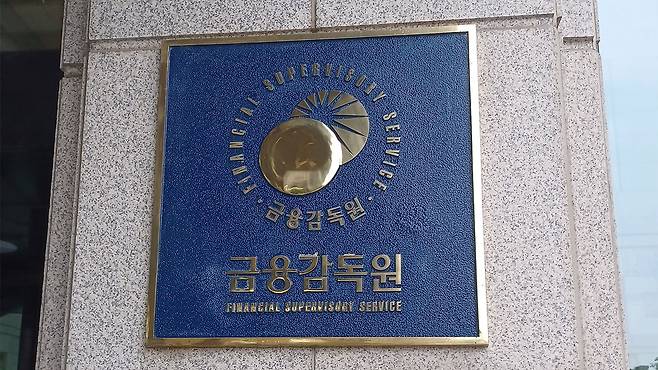 · FINANCIAL SUPERVISORY SERVICE ·
금융감독원
금융감독원
FINANCIAL SUPERVISORY SERVICE